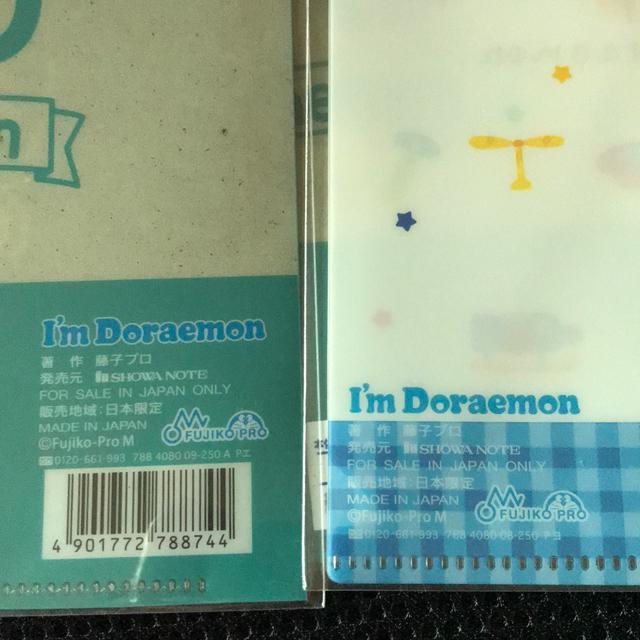 I'm Doraemon
著 作 藤子プロ
発売元 SHOWA NOTE
FOR SALE IN JAPAN ONLY
販売地域:日本限定
MADE IN JAPAN
©Fujiko-Pro M
FUJIKO PRO
0120-661-993 788 4080 09-250 A アエ
4 901772 788744
I'm Doraemon
著 作 藤子プロ
発売元 SHOWA NOTE
FOR SALE IN JAPAN ONLY
販売地域:日本限定
MADE IN JAPAN
©Fujiko-Pro M
FUJIKO PRO
0120-661-993 788 4080 08-250